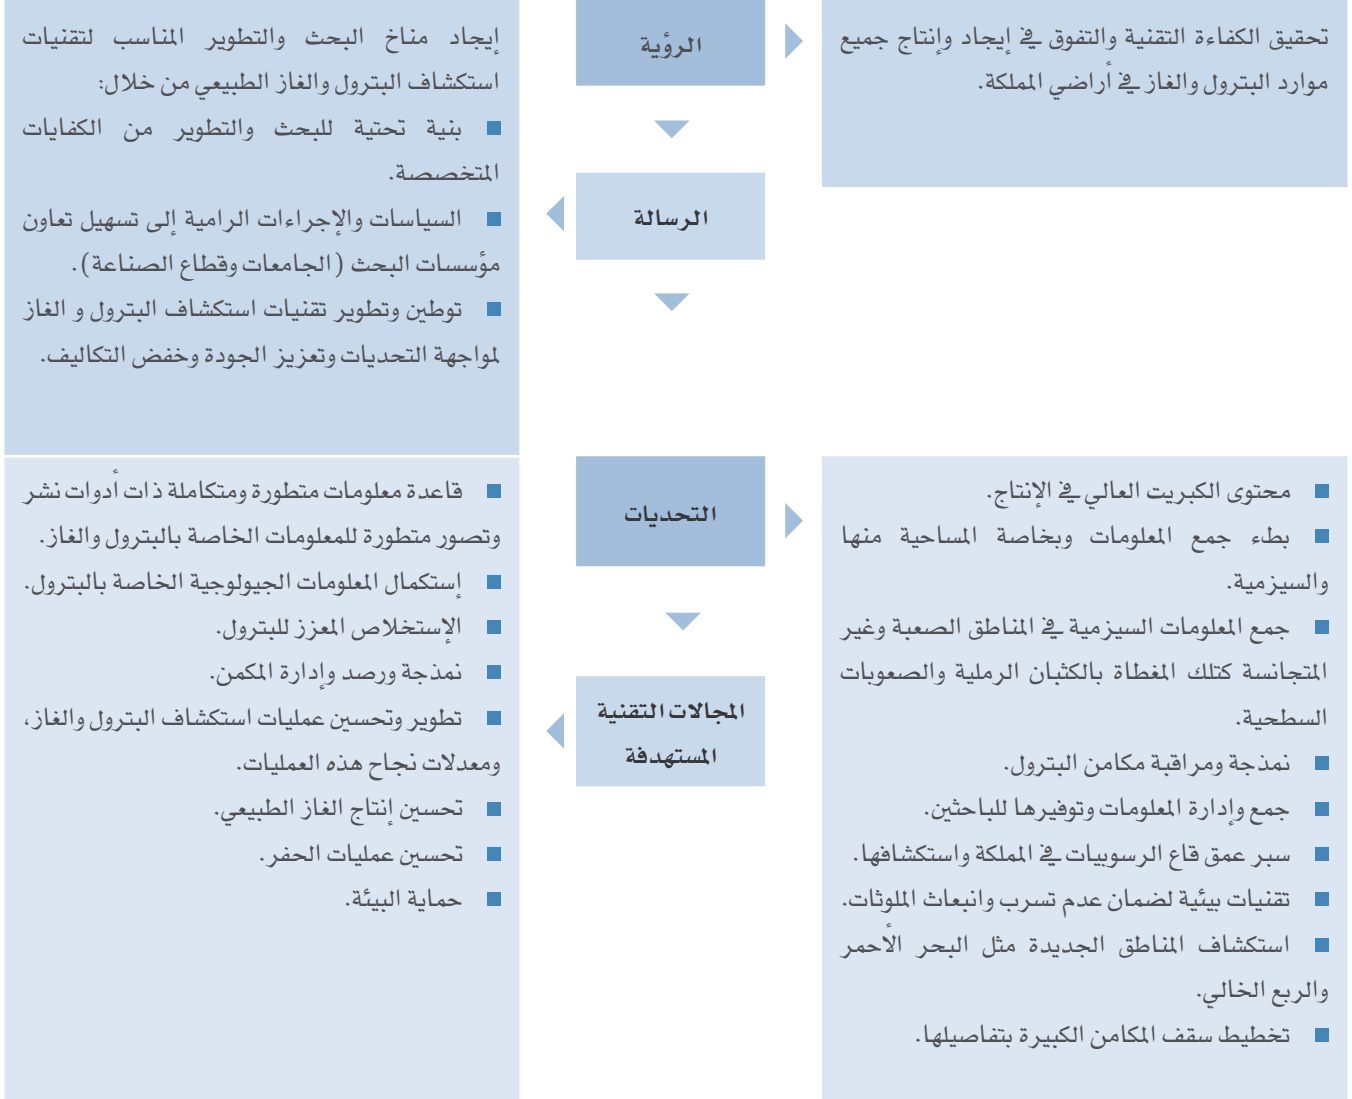 الرؤية
تحقيق الكفاءة التقنية والتفوق في إيجاد وإنتاج جميع
موارد البترول والغاز في أراضي المملكة.
الرسالة
إيجاد مناخ البحث والتطوير المناسب لتقنيات
استكشاف البترول والغاز الطبيعي من خلال:
■ بنية تحتية للبحث والتطوير من الكفايات
المتخصصة.
■ السياسات والإجراءات الرامية إلى تسهيل تعاون
مؤسسات البحث (الجامعات وقطاع الصناعة).
■ توطين وتطوير تقنيات استكشاف البترول و الغاز
لمواجهة التحديات وتعزيز الجودة وخفض التكاليف.
التحديات
■ محتوى الكبريت العالي في الإنتاج.
■ بطء جمع المعلومات وبخاصة المساحية منها
والسيزمية.
■ جمع المعلومات السيزمية في المناطق الصعبة وغير
المتجانسة كتلك المغطاة بالكثبان الرملية والصعوبات
السطحية.
■ نمذجة ومراقبة مكامن البترول.
■ جمع وإدارة المعلومات وتوفيرها للباحثين.
■ سبر عمق قاع الرسوبيات في المملكة واستكشافها.
■ تقنيات بيئية لضمان عدم تسرب وانبعاث الملوثات.
■ استكشاف المناطق الجديدة مثل البحر الأحمر
والربع الخالي.
■ تخطيط سقف المكامن الكبيرة بتفاصيلها.
المجالات التقنية
المستهدفة
■ قاعدة معلومات متطورة ومتكاملة ذات أدوات نشر
وتصور متطورة للمعلومات الخاصة بالبترول والغاز.
■ إستكمال المعلومات الجيولوجية الخاصة بالبترول.
■ الإستخلاص المعزز للبترول.
■ نمذجة ورصد وإدارة المكمن.
■ تطوير وتحسين عمليات استكشاف البترول والغاز،
ومعدلات نجاح هذه العمليات.
■ تحسين إنتاج الغاز الطبيعي.
■ تحسين عمليات الحفر.
■ حماية البيئة.